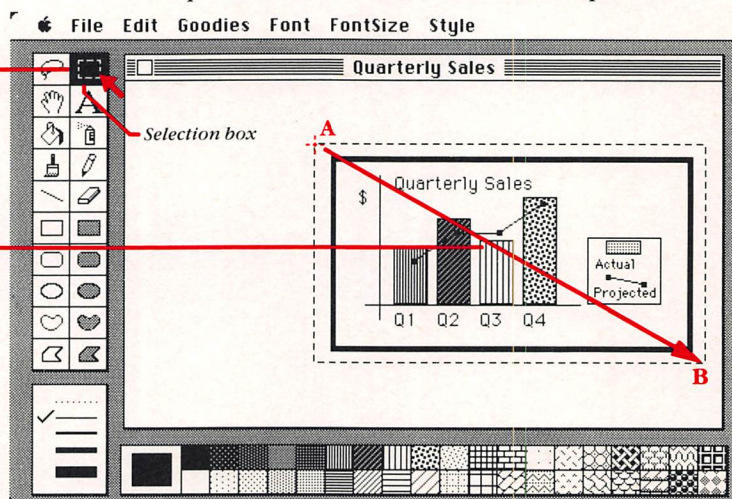 File Edit Goodies Font FontSize Style
Quarterly Sales
Selection box
A
A
Quarterly Sales
$
Actual
Projected
Q1 Q2 Q3 Q4
B